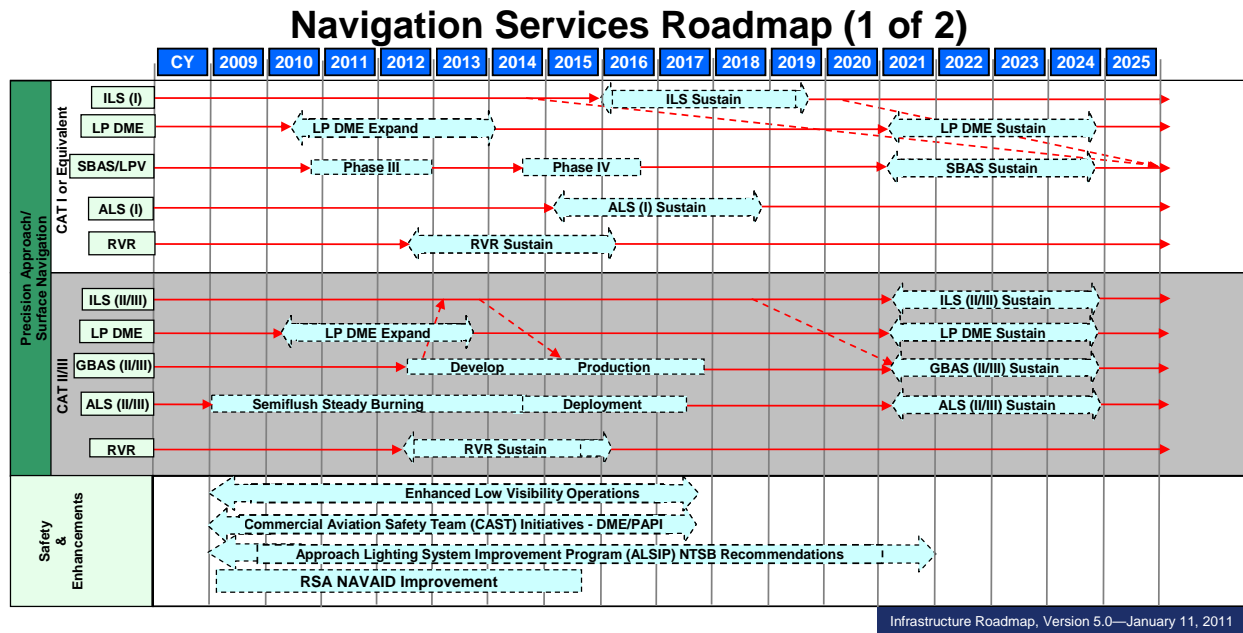 Navigation Services Roadmap (1 of 2)
CY 2009 2010 2011 2012 2013 2014 2015 2016 2017 2018 2019 2020 2021 2022 2023 2024 2025
Precision Approach/
Surface Navigation
CAT I or Equivalent
ILS (I)
ILS Sustain
LP DME
LP DME Expand
LP DME Sustain
SBAS/LPV
Phase III
Phase IV
SBAS Sustain
ALS (I)
ALS (I) Sustain
RVR
RVR Sustain
CAT II/III
ILS (II/III)
ILS (II/III) Sustain
LP DME
LP DME Expand
LP DME Sustain
GBAS (II/III)
Develop
Production
GBAS (II/III) Sustain
ALS (II/III)
Semiflush Steady Burning
Deployment
ALS (II/III) Sustain
RVR
RVR Sustain
Safety
&
Enhancements
Enhanced Low Visibility Operations
Commercial Aviation Safety Team (CAST) Initiatives - DME/PAPI
Approach Lighting System Improvement Program (ALSIP) NTSB Recommendations
RSA NAVAID Improvement
Infrastructure Roadmap, Version 5.0—January 11, 2011